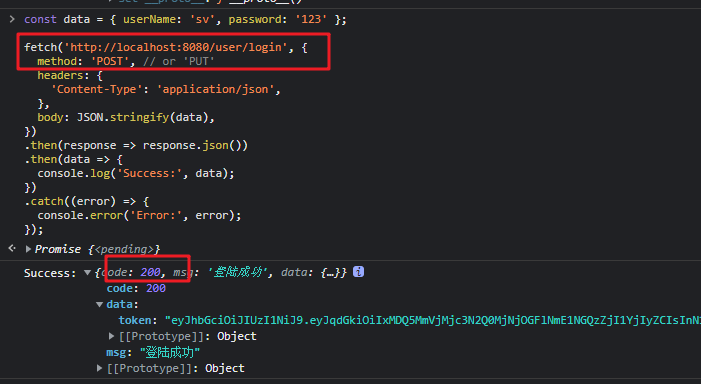 const data = { userName: 'sv', password: '123' };
fetch('http://localhost:8080/user/login', {
method: 'POST', // or 'PUT'
headers: {
'Content-Type': 'application/json',
},
body: JSON.stringify(data),
})
.then(response => response.json())
.then(data => {
console.log('Success:', data);
})
.catch((error) => {
console.error('Error:', error);
});
Promise {<pending>}
Success: {code: 200, msg: '登陆成功', data: {…}}
code: 200
data:
token: "eyJhbGciOiJIUzI1NiJ9.eyJqdGkiOiIxMDQ5MmVjMjc3N2Q0MjNjOGFlNmE1NGQzZjI1YjIyZCIsInN
[[Prototype]]: Object
msg: "登陆成功"
[[Prototype]]: Object